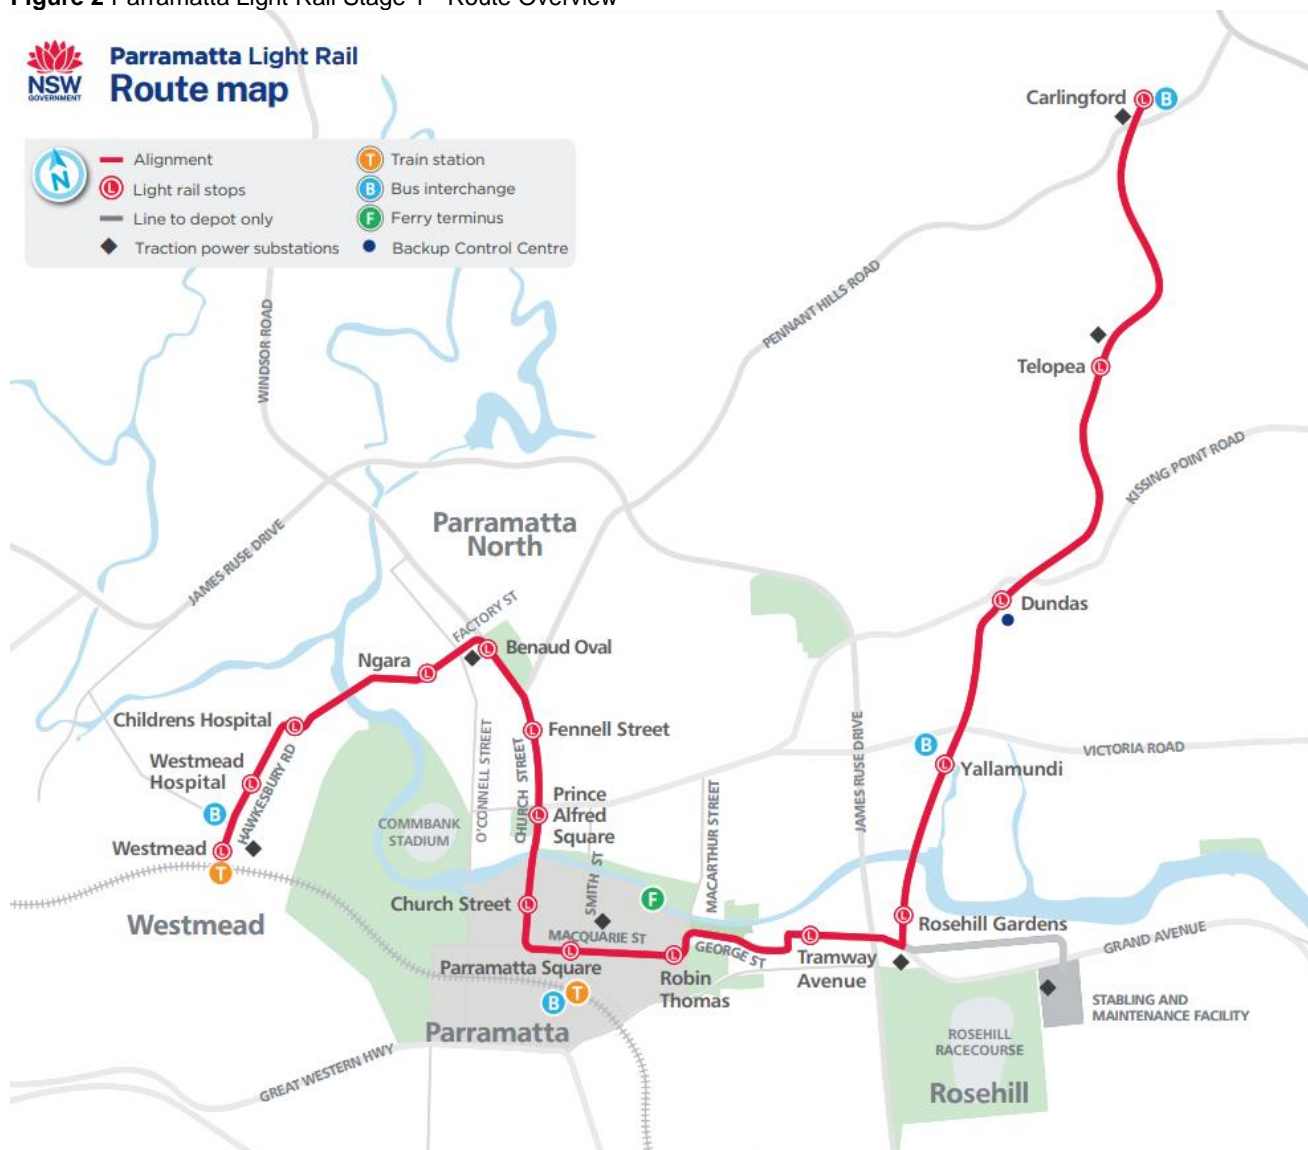 Figure 2 Parramatta Light Rail Stage 1 - Route Overview
NSW
GOVERNMENT
Parramatta Light Rail
Route map
N
Alignment
L Light rail stops
Line to depot only
Traction power substations
T Train station
B Bus interchange
F Ferry terminus
Backup Control Centre
Carlingford L B
PENNANT HILLS ROAD
WINDSOR ROAD
Telopea L
KISSING POINT ROAD
Parramatta
North
JAMES RUSE DRIVE
FACTORY ST
L Dundas
L Benaud Oval
Ngara L
Childrens Hospital L
L Fennell Street
HAWKESBURY RD
O'CONNELL STREET
CHURCH STREET
JAMES RUSE DRIVE
VICTORIA ROAD
B
L Yallamundi
Westmead
Hospital L
B
Prince
L Alfred
Square
MACARTHUR STREET
COMMBANK
STADIUM
Westmead L
T
SMITH ST
Westmead
Church Street L
F
L
Rosehill Gardens
MACQUARIE ST
GEORGE ST
L
GRAND AVENUE
L
Parramatta Square
L
Robin
Thomas
Tramway
Avenue
B T
STABLING AND
MAINTENANCE FACILITY
Parramatta
ROSEHILL
RACECOURSE
GREAT WESTERN HWY
Rosehill